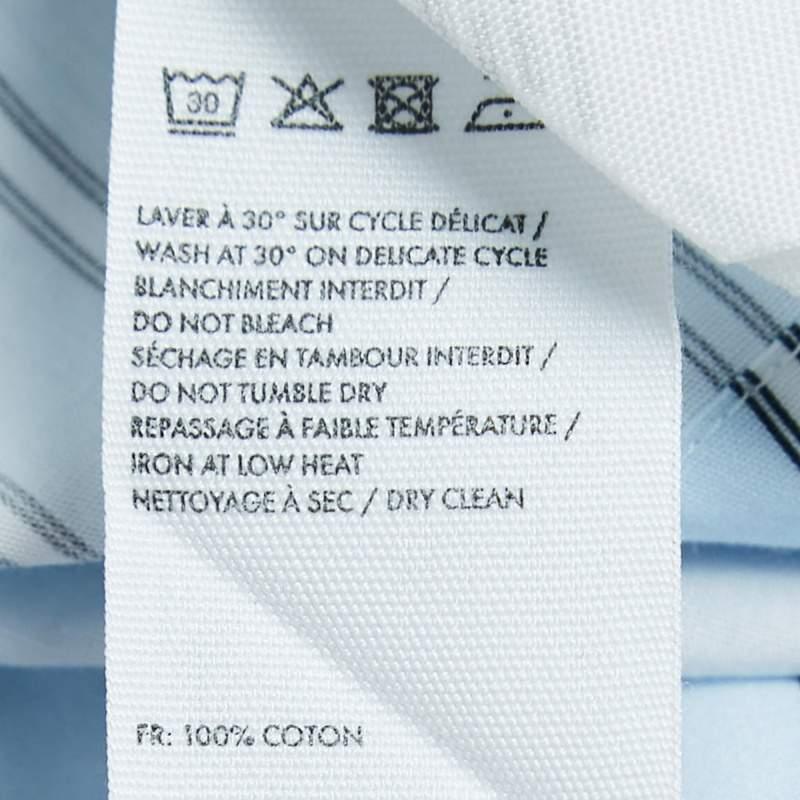 30
LAVER À 30° SUR CYCLE DÉLICAT /
WASH AT 30° ON DELICATE CYCLE
BLANCHIMENT INTERDIT /
DO NOT BLEACH
SÉCHAGE EN TAMBOUR INTERDIT /
DO NOT TUMBLE DRY
REPASSAGE À FAIBLE TEMPÉRATURE /
IRON AT LOW HEAT
NETTOYAGE À SEC / DRY CLEAN
FR: 100% COTON